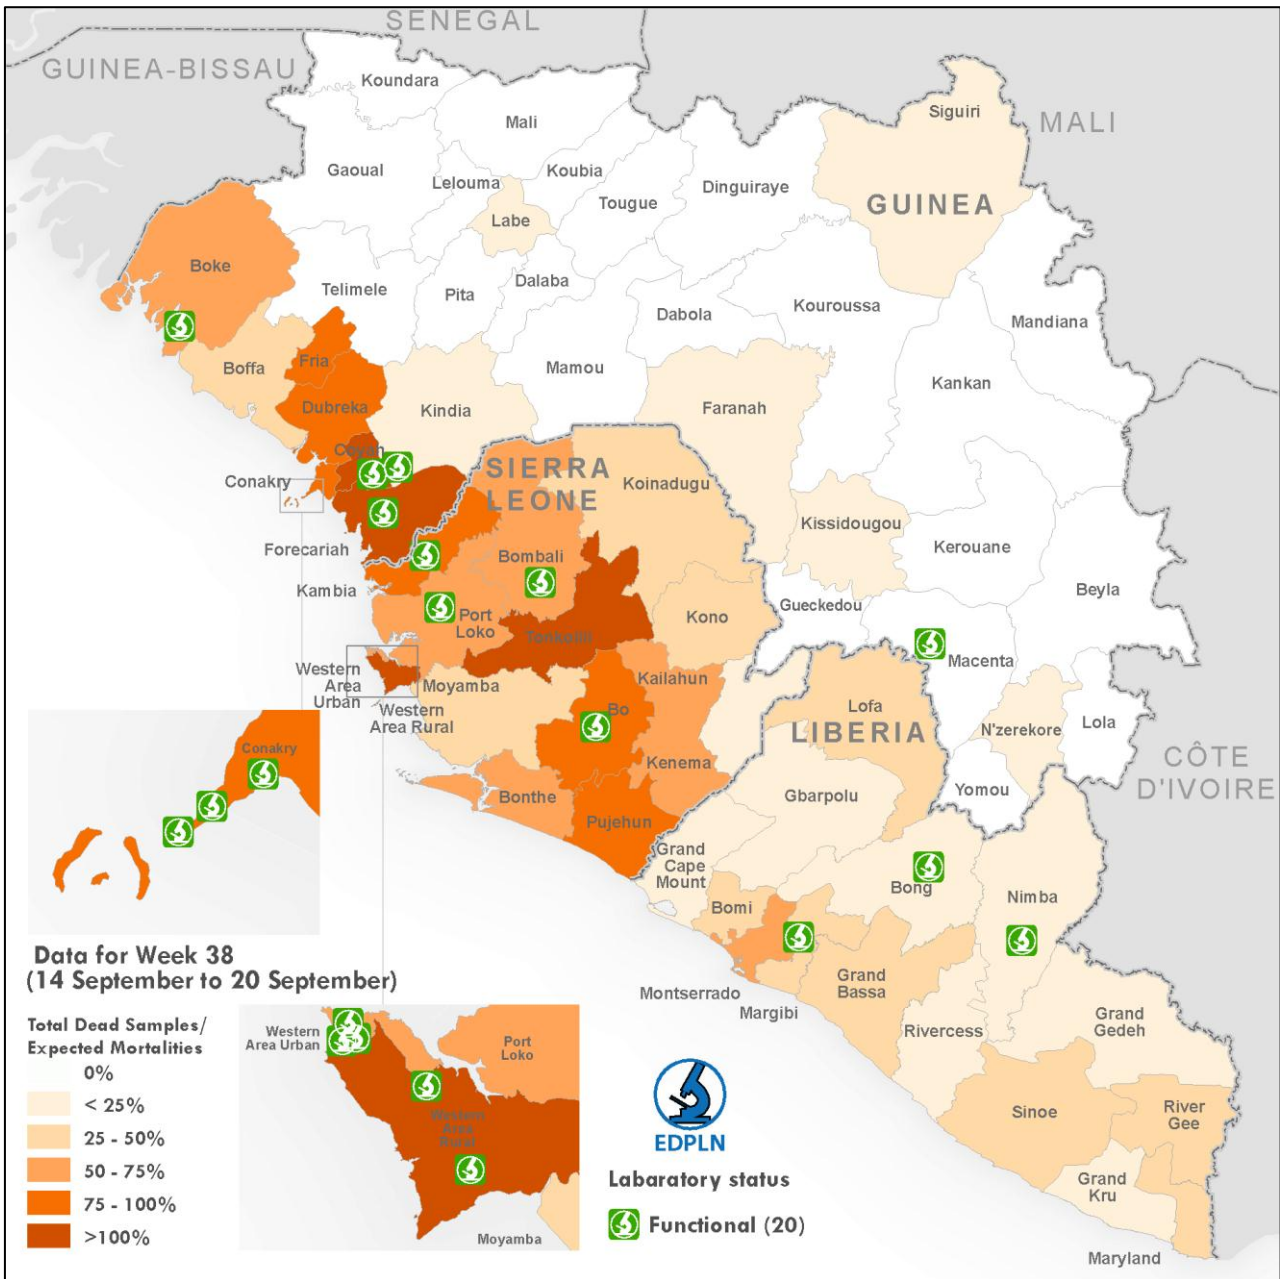 SENEGAL
GUINEA-BISSAU
MALI
Koundara
Mali
Siguiri
Gaoual
Koubia
Lelouma
Tougue
Dinguiraye
GUINEA
Labe
Boke
Telimele
Pita
Dalaba
Dabola
Kouroussa
Mandiana
Boffa
Fria
Mamou
Kankan
Dubreka
Kindia
Faranah
Coyah
Conakry
SIERRA
LEONE
Koinadugu
Kissidougou
Forecariah
Bombali
Kerouane
Kambia
Beyla
Port
Loko
Kono
Gueckedou
Tonkolili
Macenta
Western
Area
Urban
Moyamba
Kailahun
Western
Area Rural
Bo
Lofa
LIBERIA
N'zerekore
Lola
CÔTE
D'IVOIRE
Conakry
Kenema
Bonthe
Gbarpolu
Yomou
Pujehun
Grand
Cape
Mount
Bong
Nimba
Bomi
Grand
Bassa
Montserrado
Margibi
Rivercess
Grand
Gedeh
Sinoe
River
Gee
Grand
Kru
Maryland
Data for Week 38
(14 September to 20 September)
Total Dead Samples/
Expected Mortalities
0%
< 25%
25 - 50%
50 - 75%
75 - 100%
>100%
Western
Area Urban
Port
Loko
Western
Area
Rural
Moyamba
EDPLN
Labaratory status
Functional (20)